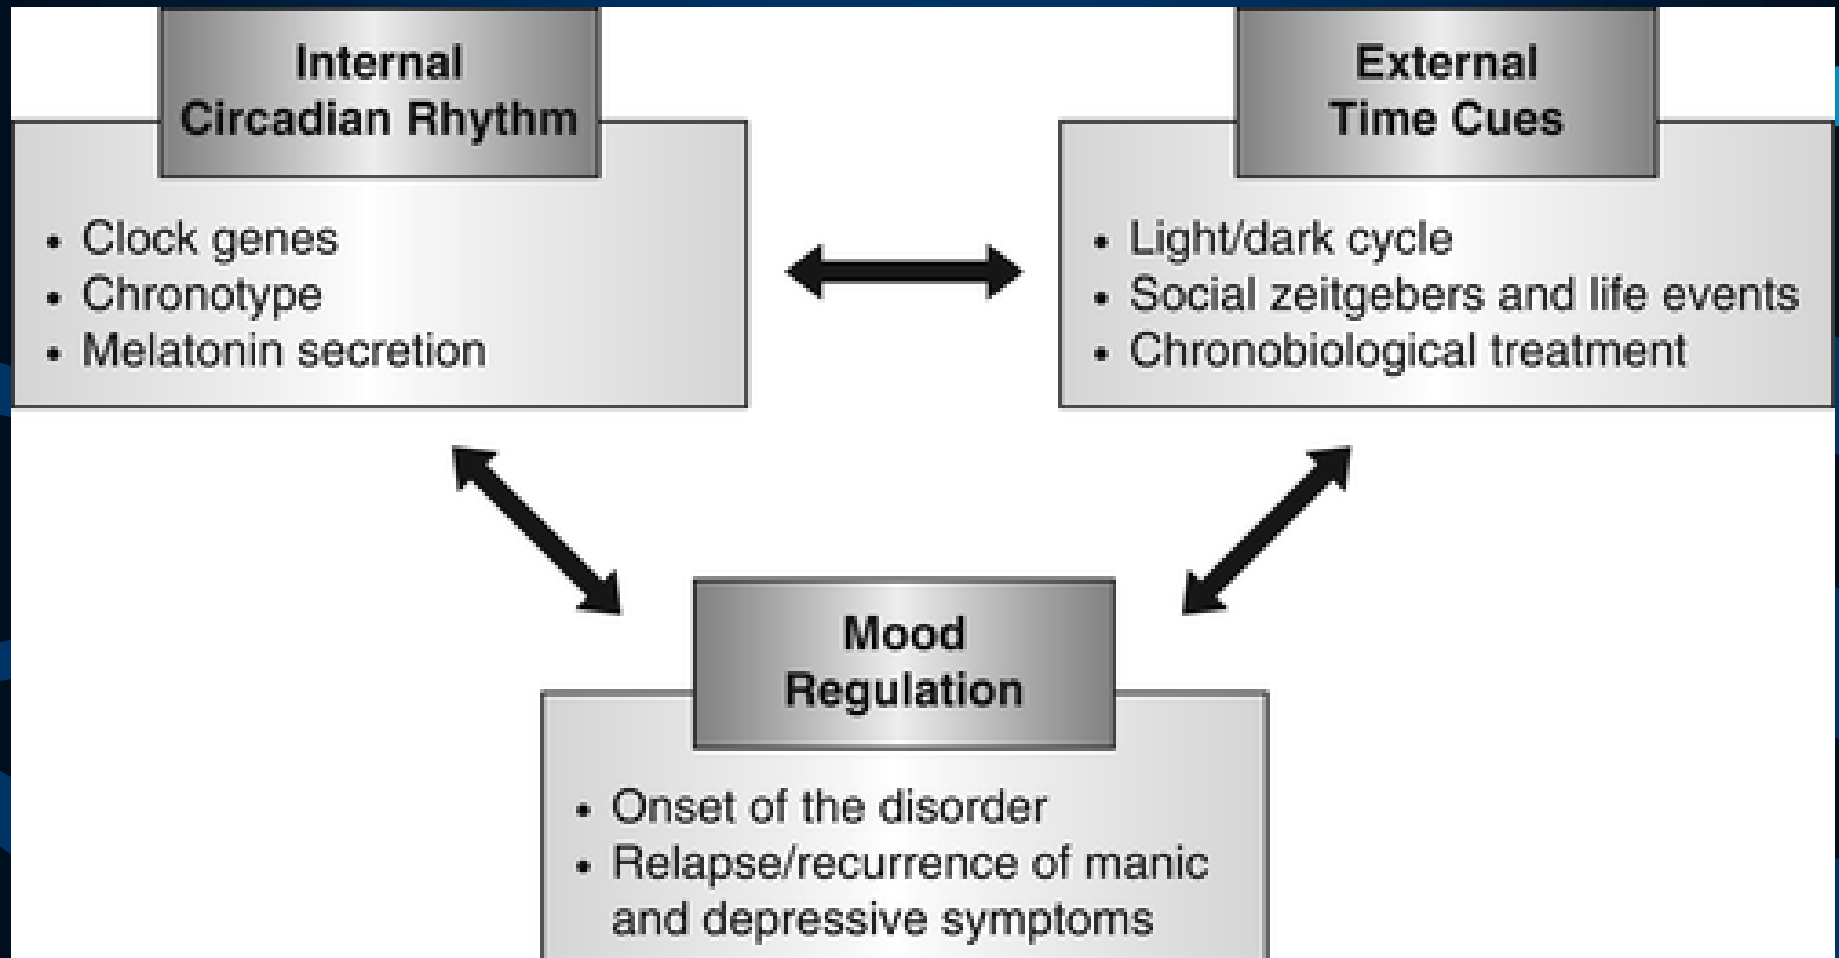 Internal
Circadian Rhythm
• Clock genes
• Chronotype
• Melatonin secretion
External
Time Cues
• Light/dark cycle
• Social zeitgebers and life events
• Chronobiological treatment
Mood
Regulation
• Onset of the disorder
• Relapse/recurrence of manic
and depressive symptoms